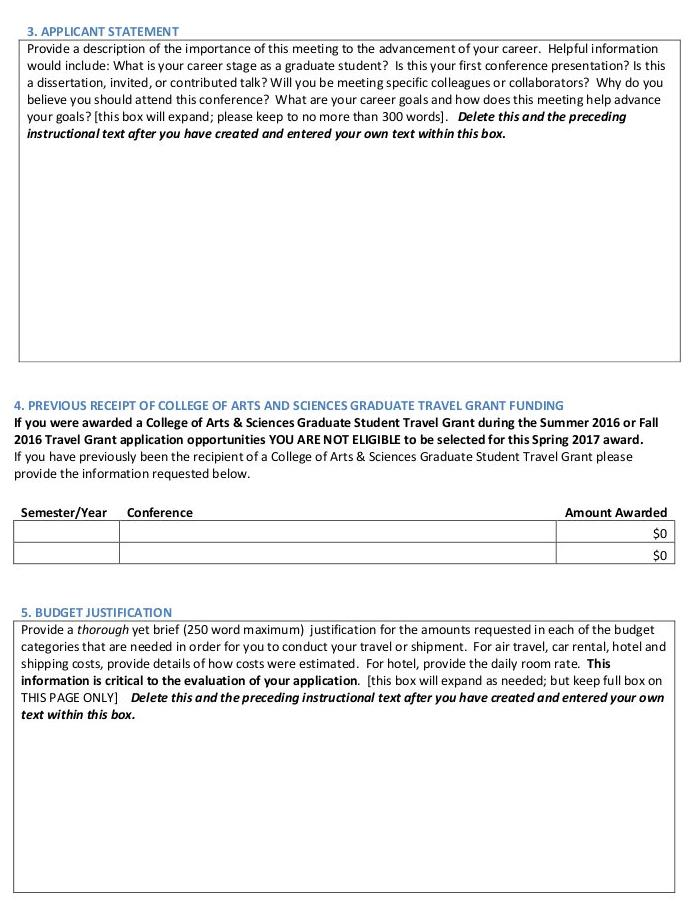 3. APPLICANT STATEMENT
Provide a description of the importance of this meeting to the advancement of your career. Helpful information
would include: What is your career stage as a graduate student? Is this your first conference presentation? Is this
a dissertation, invited, or contributed talk? Will you be meeting specific colleagues or collaborators? Why do you
believe you should attend this conference? What are your career goals and how does this meeting help advance
your goals? [this box will expand; please keep to no more than 300 words]. Delete this and the preceding
instructional text after you have created and entered your own text within this box.
4. PREVIOUS RECEIPT OF COLLEGE OF ARTS AND SCIENCES GRADUATE TRAVEL GRANT FUNDING
If you were awarded a College of Arts & Sciences Graduate Student Travel Grant during the Summer 2016 or Fall
2016 Travel Grant application opportunities YOU ARE NOT ELIGIBLE to be selected for this Spring 2017 award.
If you have previously been the recipient of a College of Arts & Sciences Graduate Student Travel Grant please
provide the information requested below.
Semester/Year Conference Amount Awarded
$0
$0
5. BUDGET JUSTIFICATION
Provide a thorough yet brief (250 word maximum) justification for the amounts requested in each of the budget
categories that are needed in order for you to conduct your travel or shipment. For air travel, car rental, hotel and
shipping costs, provide details of how costs were estimated. For hotel, provide the daily room rate. This
information is critical to the evaluation of your application. [this box will expand as needed; but keep full box on
THIS PAGE ONLY] Delete this and the preceding instructional text after you have created and entered your own
text within this box.